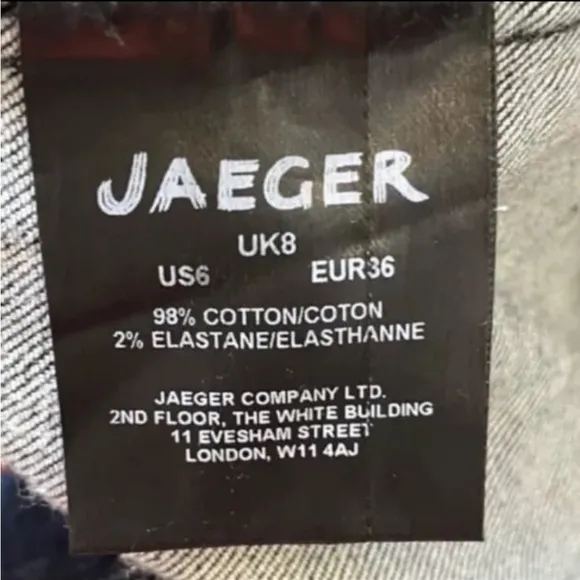 JAEGER
UK8
US6 EUR36
98% COTTON/COTON
2% ELASTANE/ELASTHANNE
JAEGER COMPANY LTD.
2ND FLOOR, THE WHITE BUILDING
11 EVESHAM STREET
LONDON, W11 4AJ